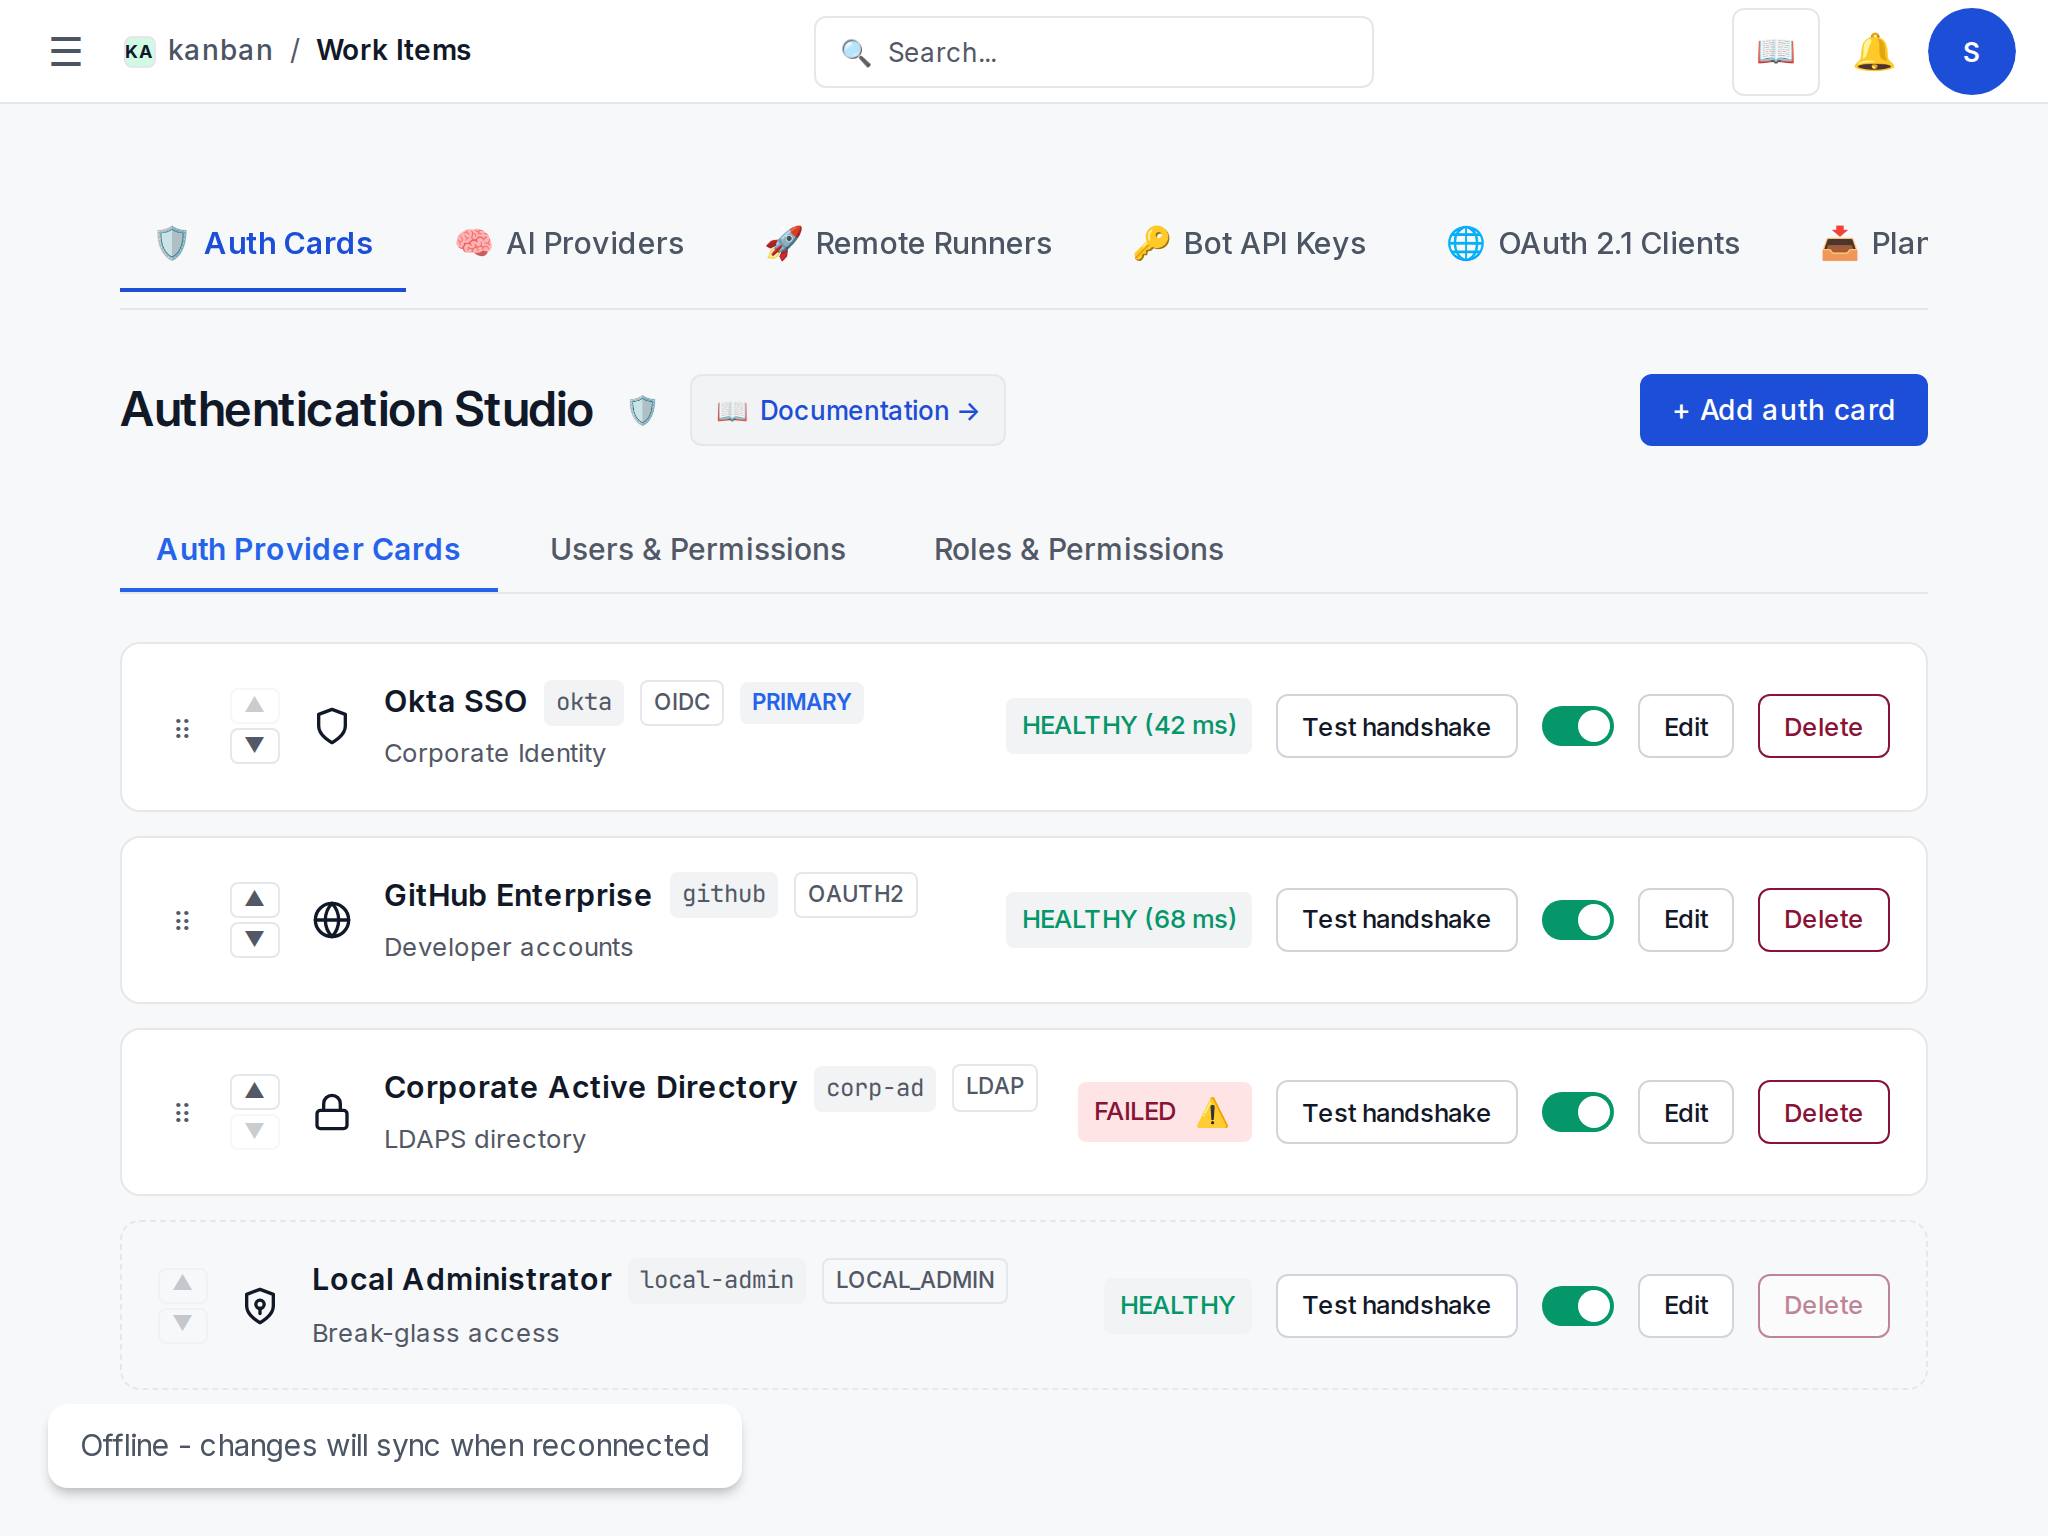 KA kanban / Work Items
Search...
S
Auth Cards
AI Providers
Remote Runners
Bot API Keys
OAuth 2.1 Clients
Authentication Studio
Documentation →
+ Add auth card
Auth Provider Cards
Users & Permissions
Roles & Permissions
Okta SSO okta OIDC PRIMARY
Corporate Identity
HEALTHY (42 ms)
Test handshake
Edit
Delete
GitHub Enterprise github OAUTH2
Developer accounts
HEALTHY (68 ms)
Test handshake
Edit
Delete
Corporate Active Directory corp-ad LDAP
LDAPS directory
FAILED
Test handshake
Edit
Delete
Local Administrator local-admin LOCAL_ADMIN
Break-glass access
HEALTHY
Test handshake
Edit
Delete
Offline - changes will sync when reconnected